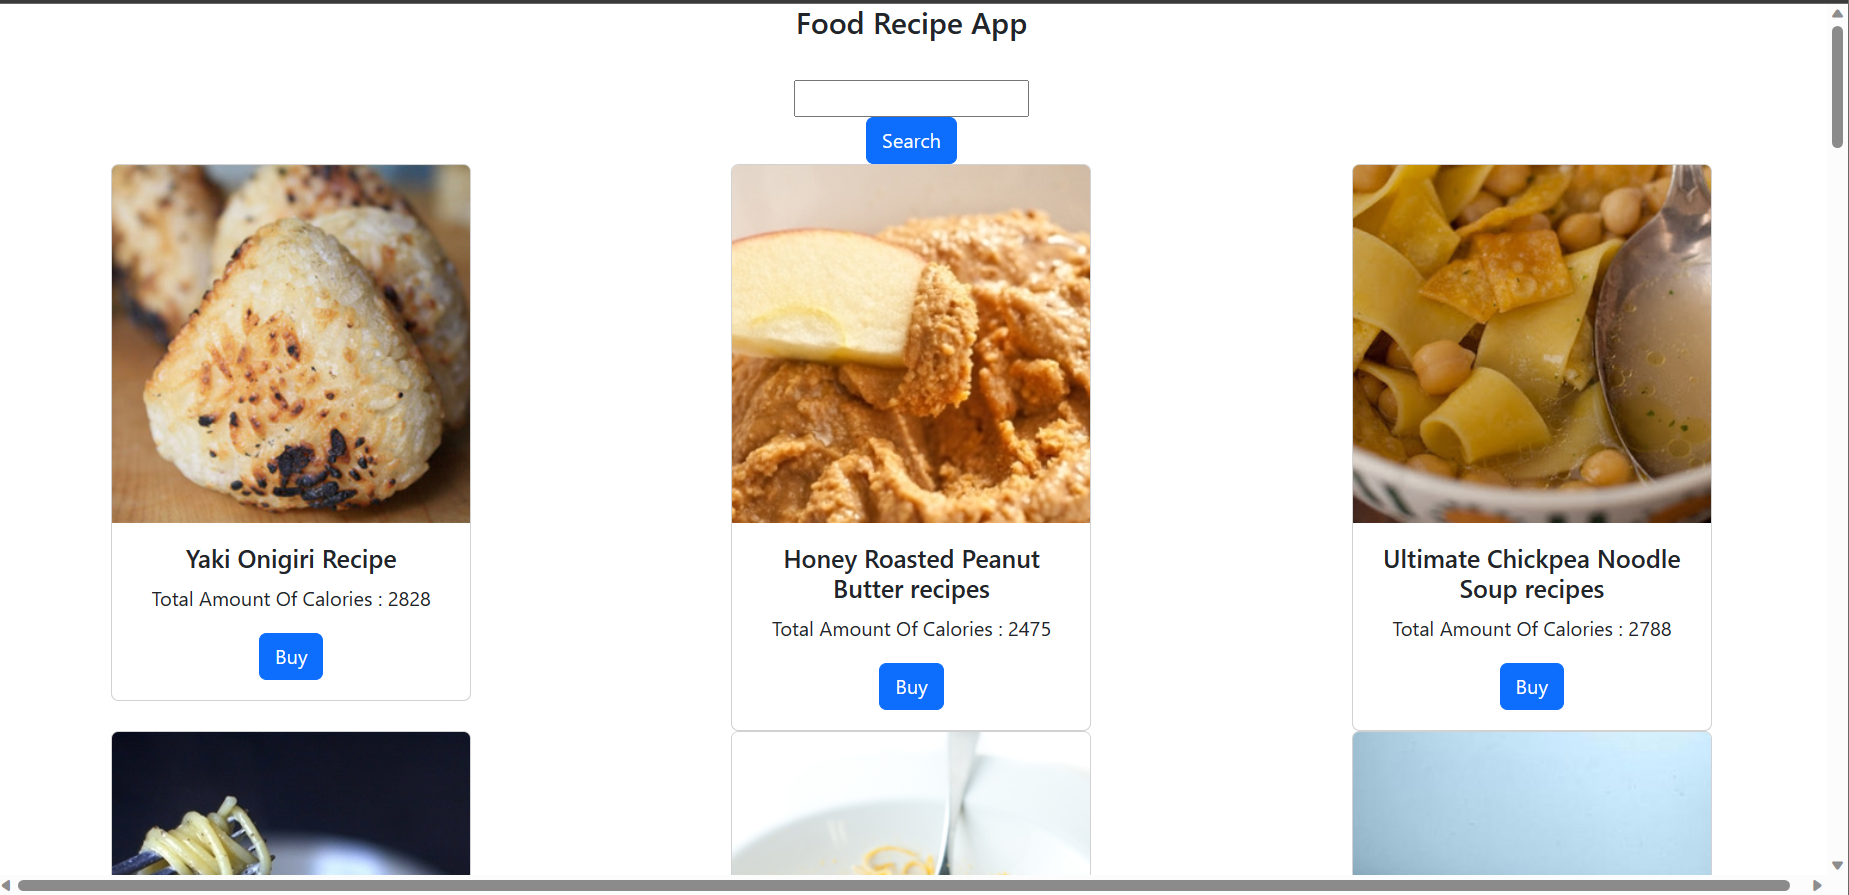 Food Recipe App
Search
Yaki Onigiri Recipe
Total Amount Of Calories : 2828
Buy
Honey Roasted Peanut
Butter recipes
Total Amount Of Calories : 2475
Buy
Ultimate Chickpea Noodle
Soup recipes
Total Amount Of Calories : 2788
Buy